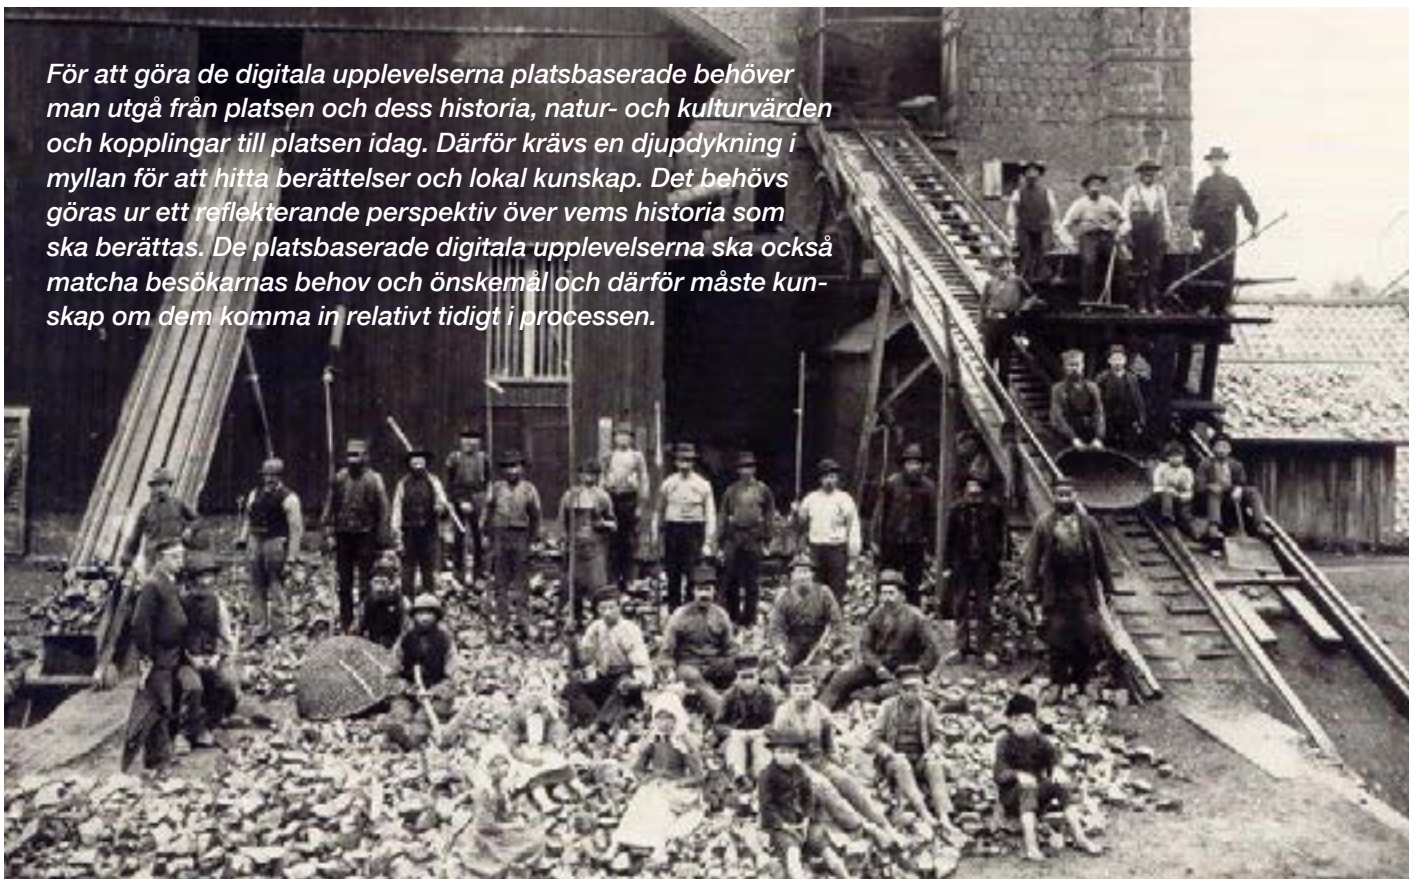 För att göra de digitala upplevelserna platsbaserade behöver
man utgå från platsen och dess historia, natur- och kulturvärden
och kopplingar till platsen idag. Därför krävs en djupdykning i
myllan för att hitta berättelser och lokal kunskap. Det behövs
göras ur ett reflekterande perspektiv över vems historia som
ska berättas. De platsbaserade digitala upplevelserna ska också
matcha besökarnas behov och önskemål och därför måste kun-
skap om dem komma in relativt tidigt i processen.